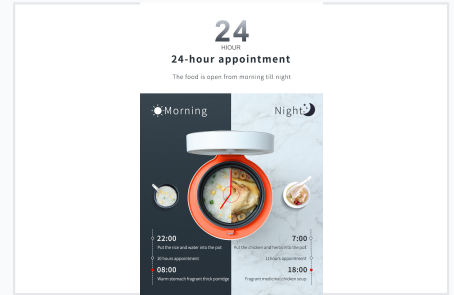 24
HIOUR
24-hour appointment
The food is open from morning till night
Morning
Night
22:00
Put the rice and water into the pot
10 hours appointment
08:00
Warm stomach fragrant thick porridge
7:00
Put the chicken and herbs into the pot
11 hours appointment
18:00
Fragrant medicinal chicken soup